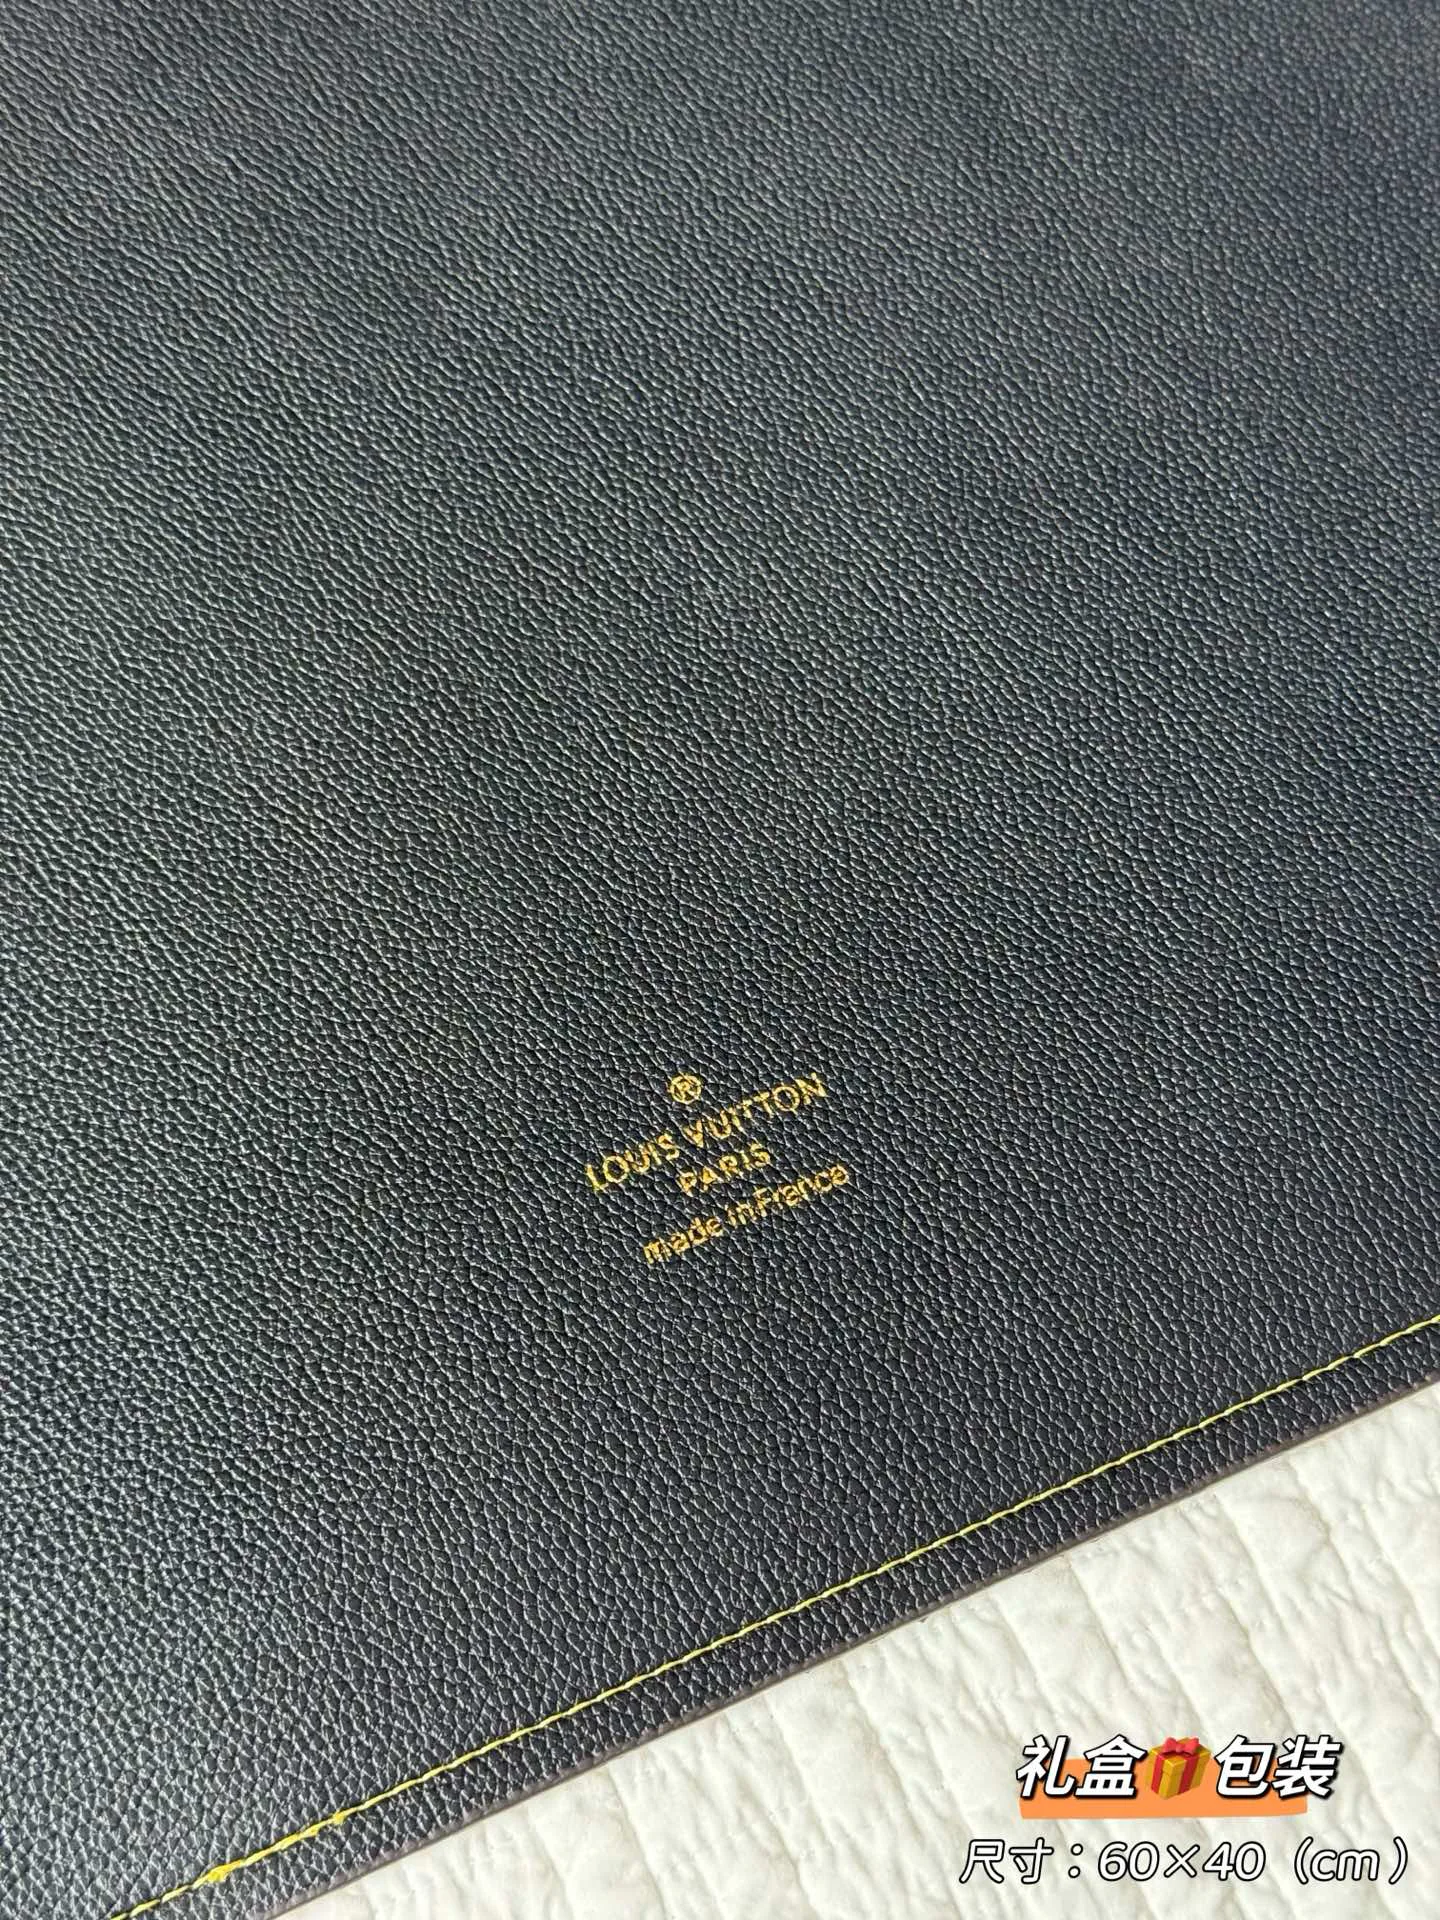 ®
LOUIS VUITTON
PARIS
made in France
礼盒🎁包装
尺寸：60×40（cm）